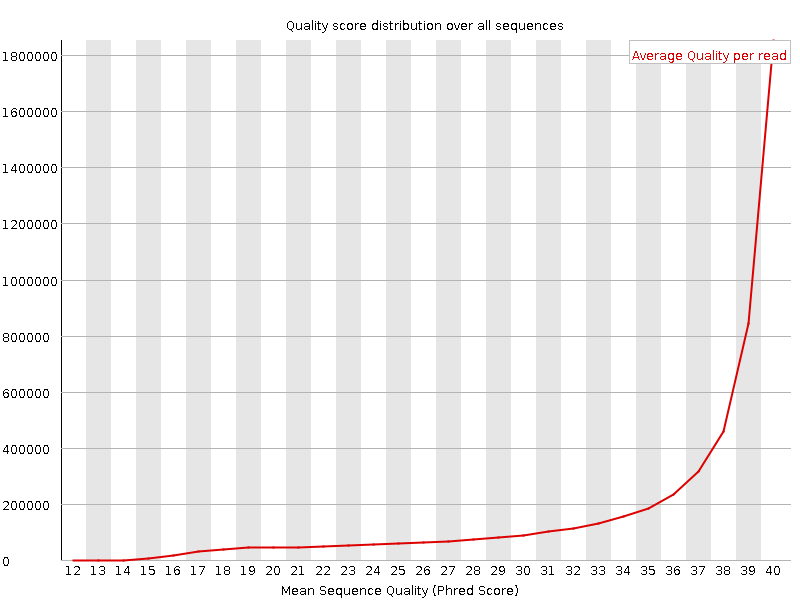 Quality score distribution over all sequences
Average Quality per read
1800000
1600000
1400000
1200000
1000000
800000
600000
400000
200000
0
12 13 14 15 16 17 18 19 20 21 22 23 24 25 26 27 28 29 30 31 32 33 34 35 36 37 38 39 40
Mean Sequence Quality (Phred Score)